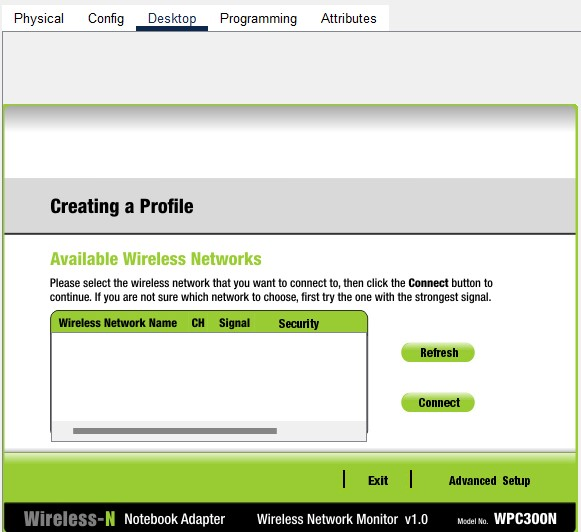 Physical Config Desktop Programming Attributes
Creating a Profile
Available Wireless Networks
Please select the wireless network that you want to connect to, then click the Connect button to
continue. If you are not sure which network to choose, first try the one with the strongest signal.
Wireless Network Name CH Signal Security
Refresh
Connect
Exit Advanced Setup
Wireless-N Notebook Adapter Wireless Network Monitor v1.0 Model No. WPC300N